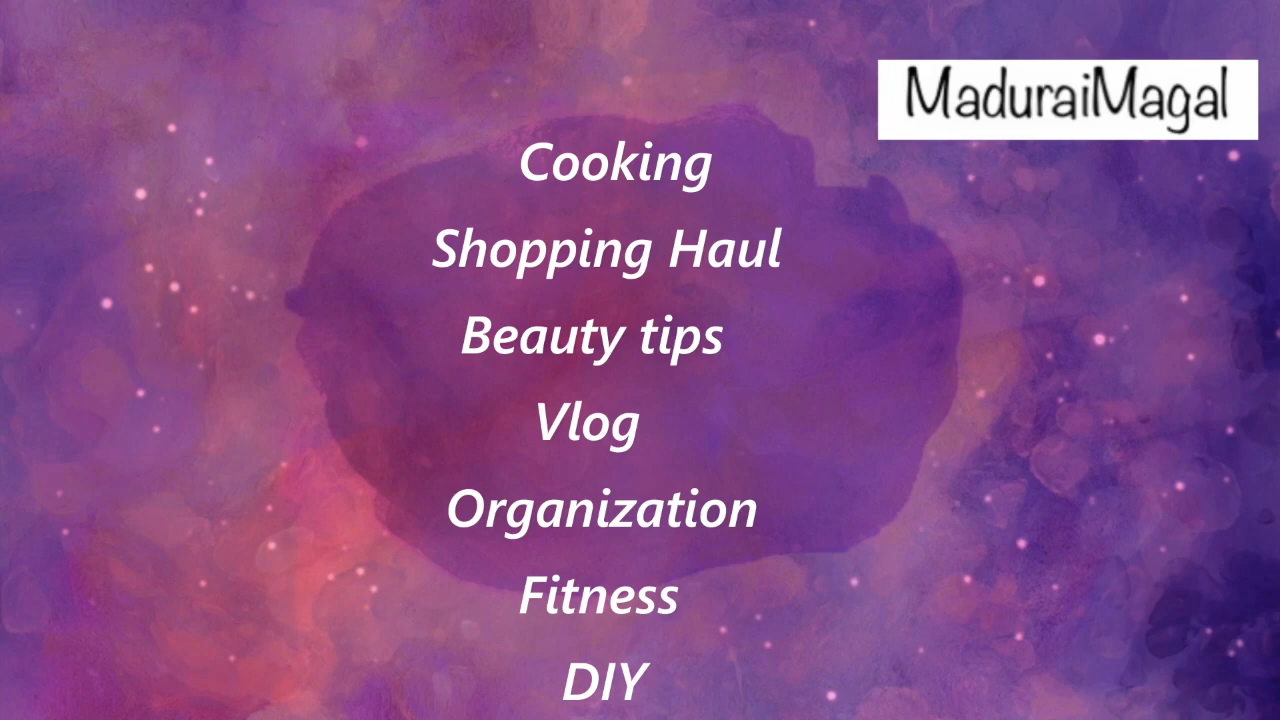 MaduraiMagal
Cooking
Shopping Haul
Beauty tips
Vlog
Organization
Fitness
DIY